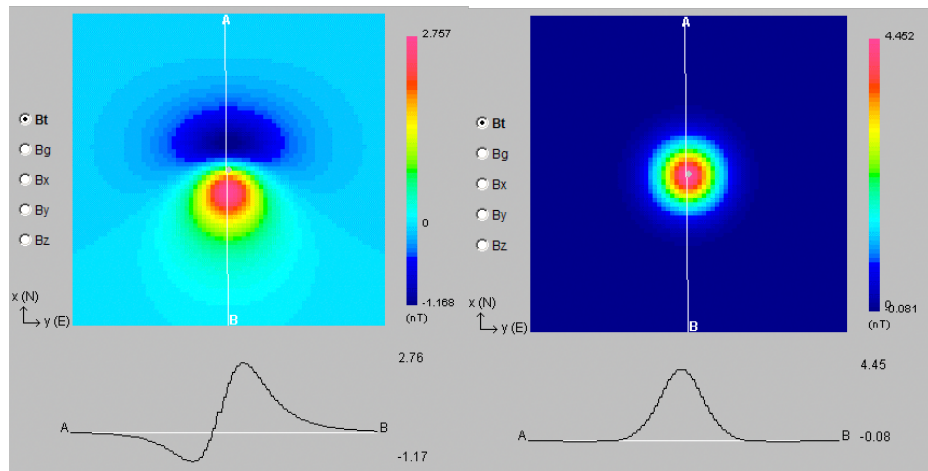 A
2.757
Bt
Bg
Bx
By
Bz
0
-1.168
(nT)
x (N)
y (E)
B
2.76
A
B
-1.17
A
4.452
Bt
Bg
Bx
By
Bz
0
-0.081
(nT)
x (N)
y (E)
B
4.45
A
B
-0.08